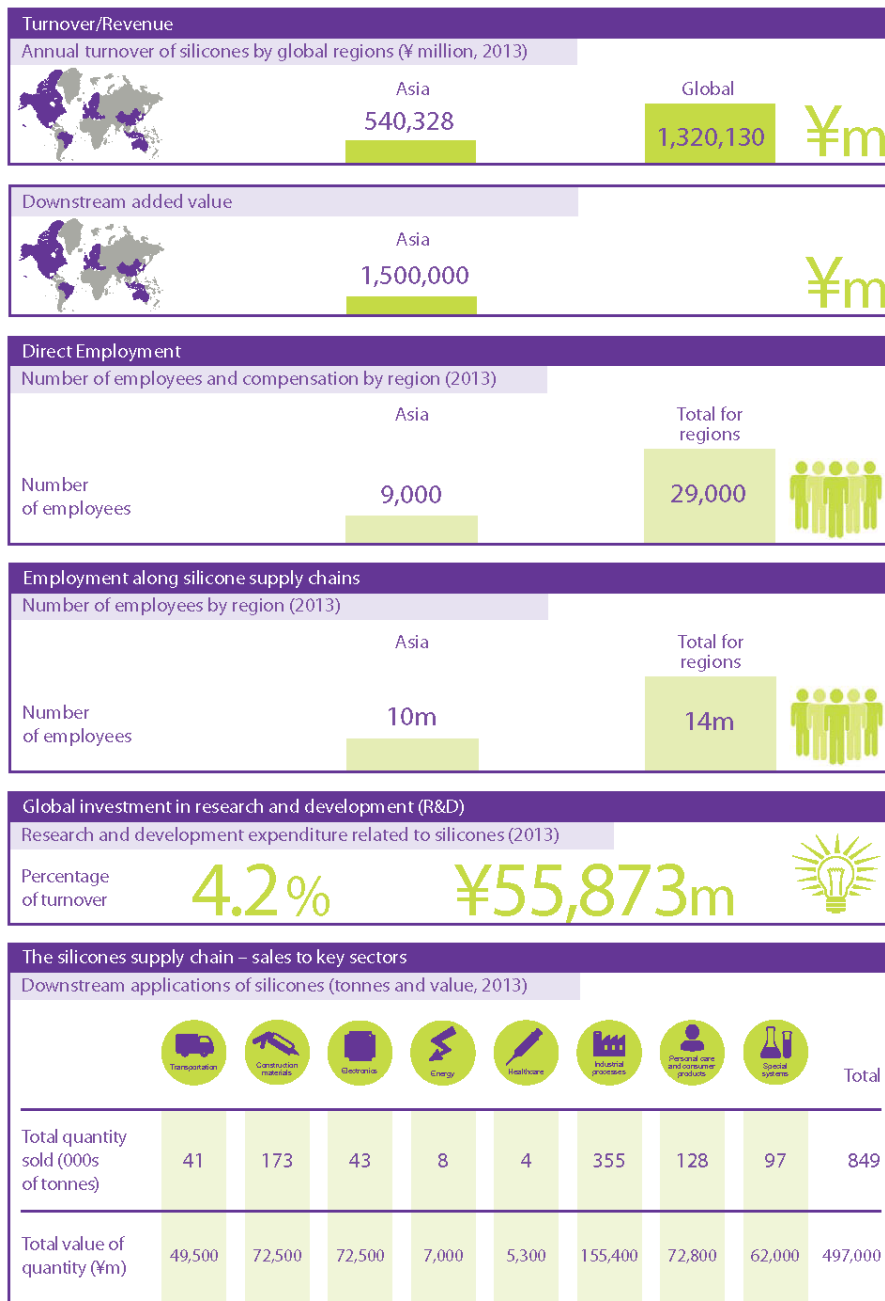 Turnover/Revenue
Annual turnover of silicones by global regions (¥ million, 2013)
Asia
540,328
Global
1,320,130
¥m
Downstream added value
Asia
1,500,000
¥m
Direct Employment
Number of employees and compensation by region (2013)
Asia
Total for
regions
Number
of employees
9,000
29,000
Employment along silicone supply chains
Number of employees by region (2013)
Asia
Total for
regions
Number
of employees
10m
14m
Global investment in research and development (R&D)
Research and development expenditure related to silicones (2013)
Percentage
of turnover
4.2%
¥55,873m
The silicones supply chain – sales to key sectors
Downstream applications of silicones (tonnes and value, 2013)
Transportation
Construction
materials
Electronics
Energy
Healthcare
Industrial
processes
Personal care
and consumer
products
Special
systems
Total
Total quantity
sold (000s
of tonnes)
41 173 43 8 4 355 128 97 849
Total value of
quantity (¥m)
49,500 72,500 72,500 7,000 5,300 155,400 72,800 62,000 497,000